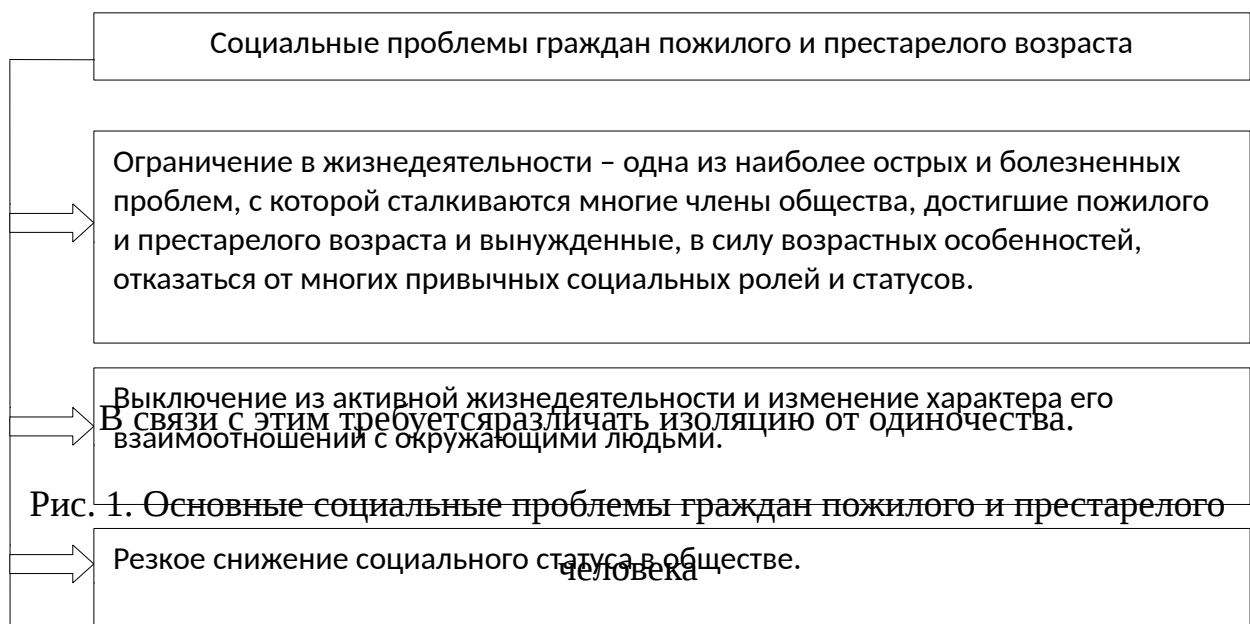 Социальные проблемы граждан пожилого и престарелого возраста
Ограничение в жизнедеятельности – одна из наиболее острых и болезненных
проблем, с которой сталкиваются многие члены общества, достигшие пожилого
и престарелого возраста и вынужденные, в силу возрастных особенностей,
отказаться от многих привычных социальных ролей и статусов.
Выключение из активной жизнедеятельности и изменение характера его
В связи с этим требуетсяразличать изоляцию от одиночества.
взаимоотношений с окружающими людьми.
Рис. 1. Основные социальные проблемы граждан пожилого и престарелого
Резкое снижение социального статуса в обществе.
человека